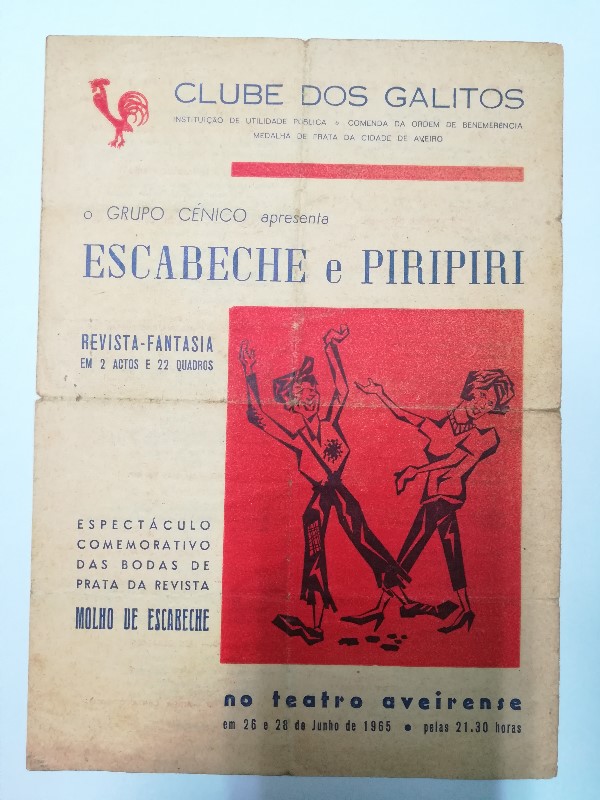 CLUBE DOS GALITOS
INSTITUIÇÃO DE UTILIDADE PÚBLICA • COMENDA DA ORDEM DE BENEMERÊNCIA
MEDALHA DE PRATA DA CIDADE DE AVEIRO
o GRUPO CÉNICO apresenta
ESCABECHE e PIRIPIRI
REVISTA-FANTASIA
EM 2 ACTOS E 22 QUADROS
ESPECTÁCULO
COMEMORATIVO
DAS BODAS DE
PRATA DA REVISTA
MOLHO DE ESCABECHE
no teatro aveirense
em 26 e 28 de Junho de 1965 • pelas 21.30 horas